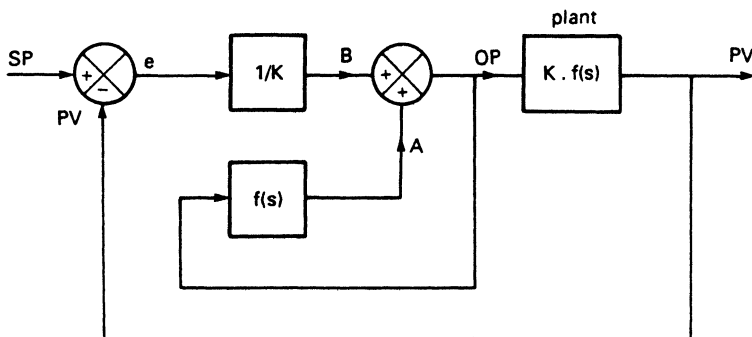 plant
SP
+
−
e
1/K
B
+
+
OP
K . f(s)
PV
PV
A
f(s)